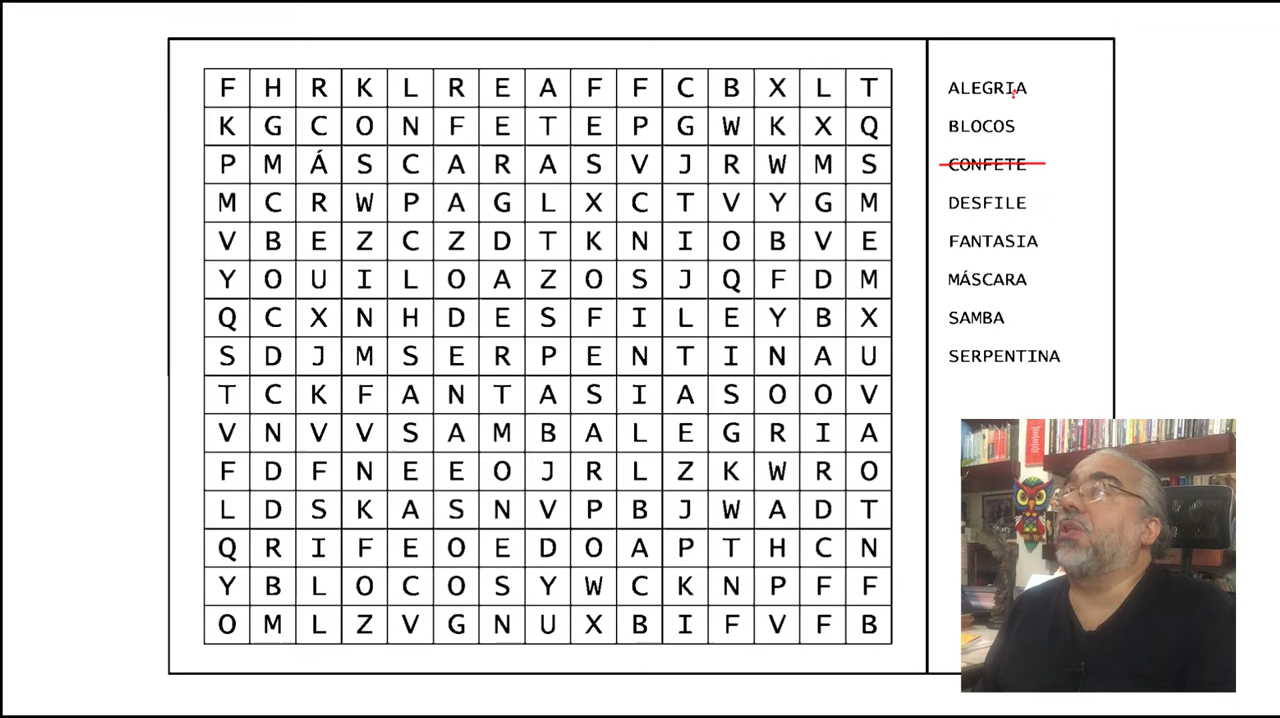 F H R K L R E A F F C B X L T
K G C O N F E T E P G W K X Q
P M Á S C A R A S V J R W M S
M C R W P A G L X C T V Y G M
V B E Z C Z D T K N I O B V E
Y O U I L O A Z O S J Q F D M
Q C X N H D E S F I L E Y B X
S D J M S E R P E N T I N A U
T C K F A N T A S I A S O O V
V N V V S A M B A L E G R I A
F D F N E E O J R L Z K W R O
L D S K A S N V P B J W A D T
Q R I F E O E D O A P T H C N
Y B L O C O S Y W C K N P F F
O M L Z V G N U X B I F V F B
ALEGRIA
BLOCOS
CONFETE
DESFILE
FANTASIA
MÁSCARA
SAMBA
SERPENTINA